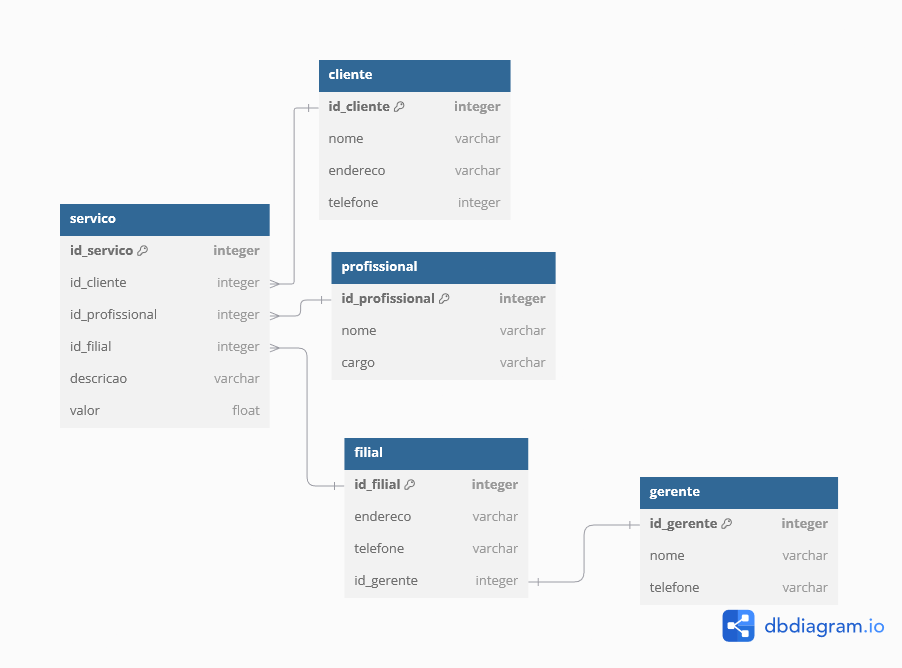 cliente
id_cliente integer
nome varchar
endereco varchar
telefone integer
servico
id_servico integer
id_cliente integer
id_profissional integer
id_filial integer
descricao varchar
valor float
profissional
id_profissional integer
nome varchar
cargo varchar
filial
id_filial integer
endereco varchar
telefone varchar
id_gerente integer
gerente
id_gerente integer
nome varchar
telefone varchar
dbdiagram.io